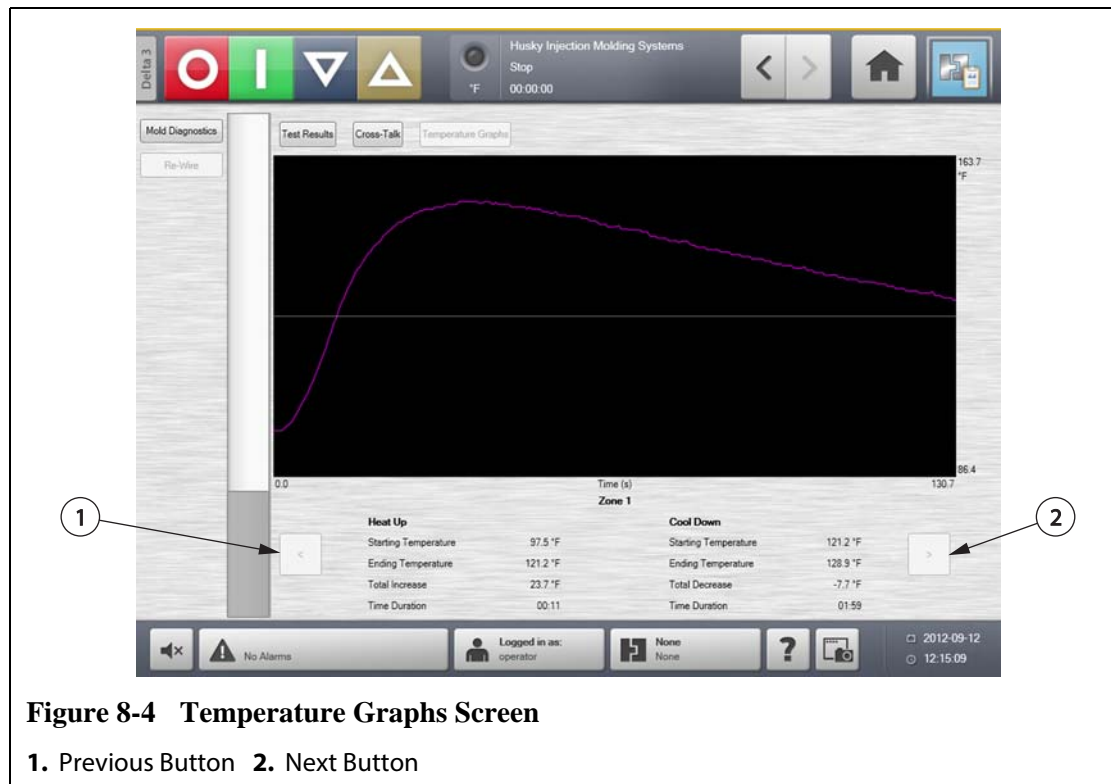 Delta 3
Husky Injection Molding Systems
Stop
°F
00:00:00
Mold Diagnostics
Re-Wire
Test Results
Cross-Talk
Temperature Graphs
163.7
°F
86.4
0.0
Time (s)
130.7
Zone 1
1
2
<
>
Heat Up
Starting Temperature 97.5 °F
Ending Temperature 121.2 °F
Total Increase 23.7 °F
Time Duration 00:11
Cool Down
Starting Temperature 121.2 °F
Ending Temperature 128.9 °F
Total Decrease -7.7 °F
Time Duration 01:59
No Alarms
Logged in as:
operator
None
None
?
2012-09-12
12:15:09
Figure 8-4 Temperature Graphs Screen
1. Previous Button 2. Next Button